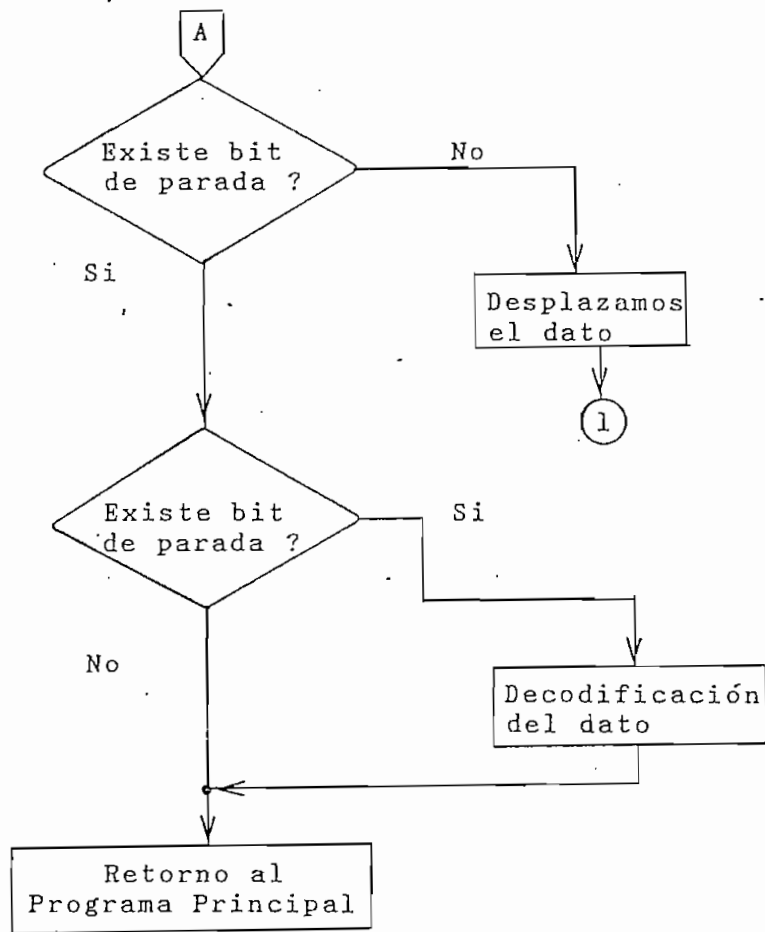 A
Existe bit
de parada ?
No
Si
Desplazamos
el dato
1
Existe bit
de parada ?
Si
No
Decodificación
del dato
Retorno al
Programa Principal